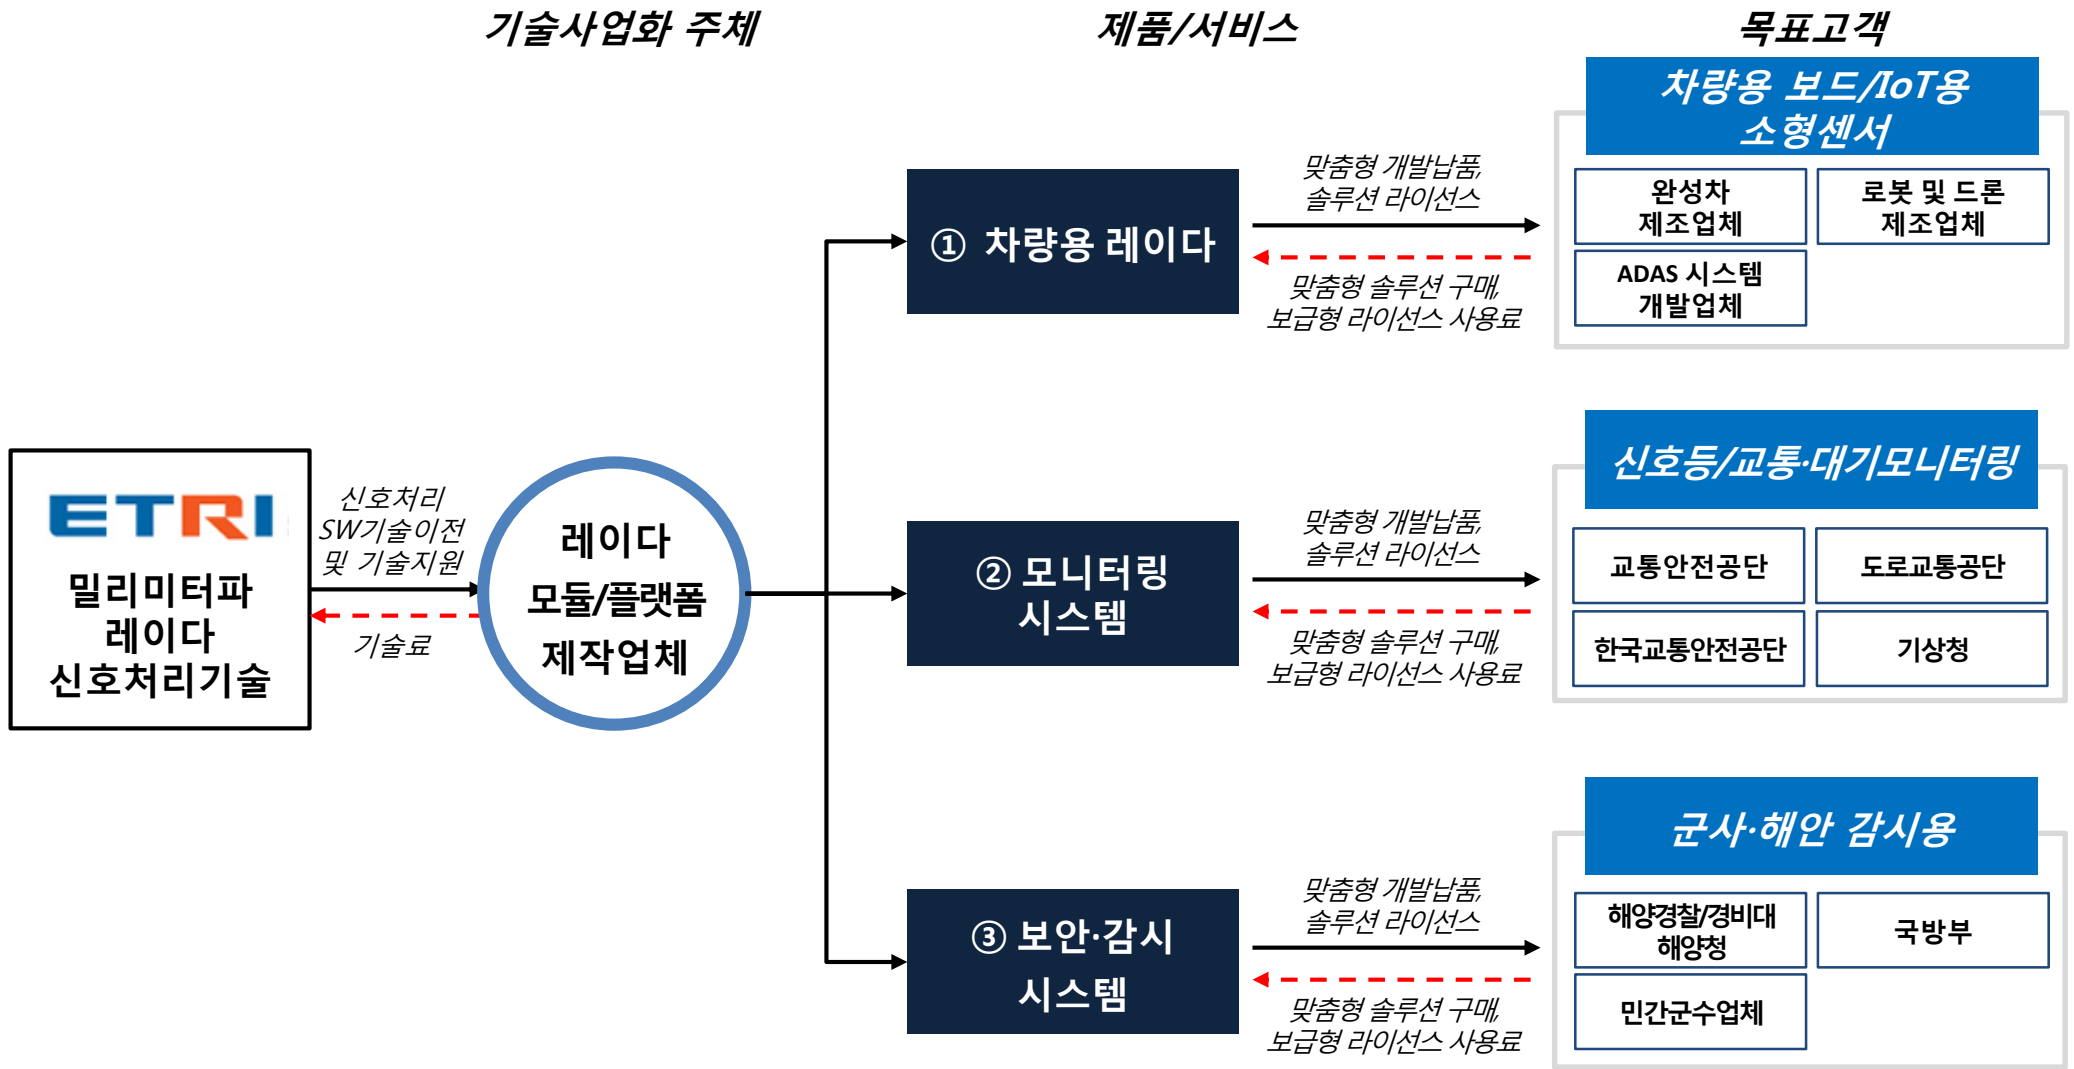 기술사업화 주체
제품/서비스
목표고객
ETRI
밀리미터파
레이다
신호처리기술
신호처리
SW기술이전
및 기술지원
기술료
레이다
모듈/플랫폼
제작업체
① 차량용 레이다
맞춤형 개발납품,
솔루션 라이선스
맞춤형 솔루션 구매,
보급형 라이선스 사용료
차량용 보드/IoT용
소형센서
완성차
제조업체
로봇 및 드론
제조업체
ADAS 시스템
개발업체
② 모니터링
시스템
맞춤형 개발납품,
솔루션 라이선스
맞춤형 솔루션 구매,
보급형 라이선스 사용료
신호등/교통·대기모니터링
교통안전공단
도로교통공단
한국교통안전공단
기상청
③ 보안·감시
시스템
맞춤형 개발납품,
솔루션 라이선스
맞춤형 솔루션 구매,
보급형 라이선스 사용료
군사·해안 감시용
해양경찰/경비대
해양청
국방부
민간군수업체